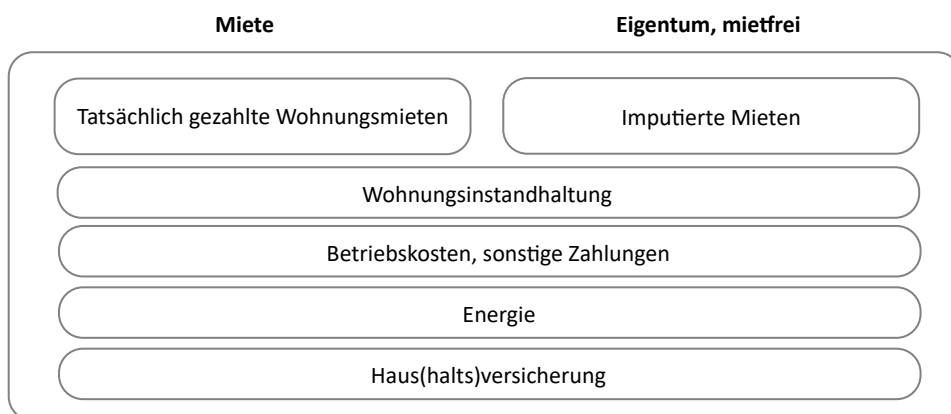 Miete
Eigentum, mietfrei
Tatsächlich gezahlte Wohnungsmieten
Imputierte Mieten
Wohnungsinstandhaltung
Betriebskosten, sonstige Zahlungen
Energie
Haus(halts)versicherung